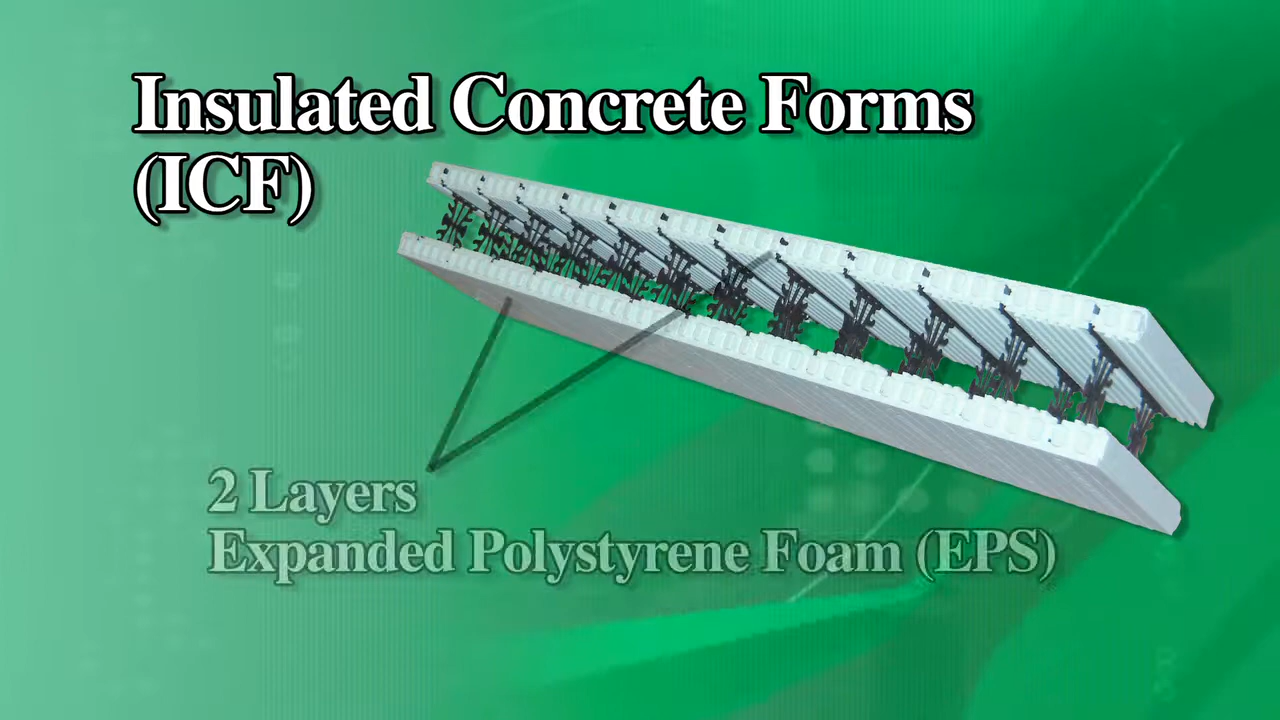 Insulated Concrete Forms
(ICF)
2 Layers
Expanded Polystyrene Foam (EPS)